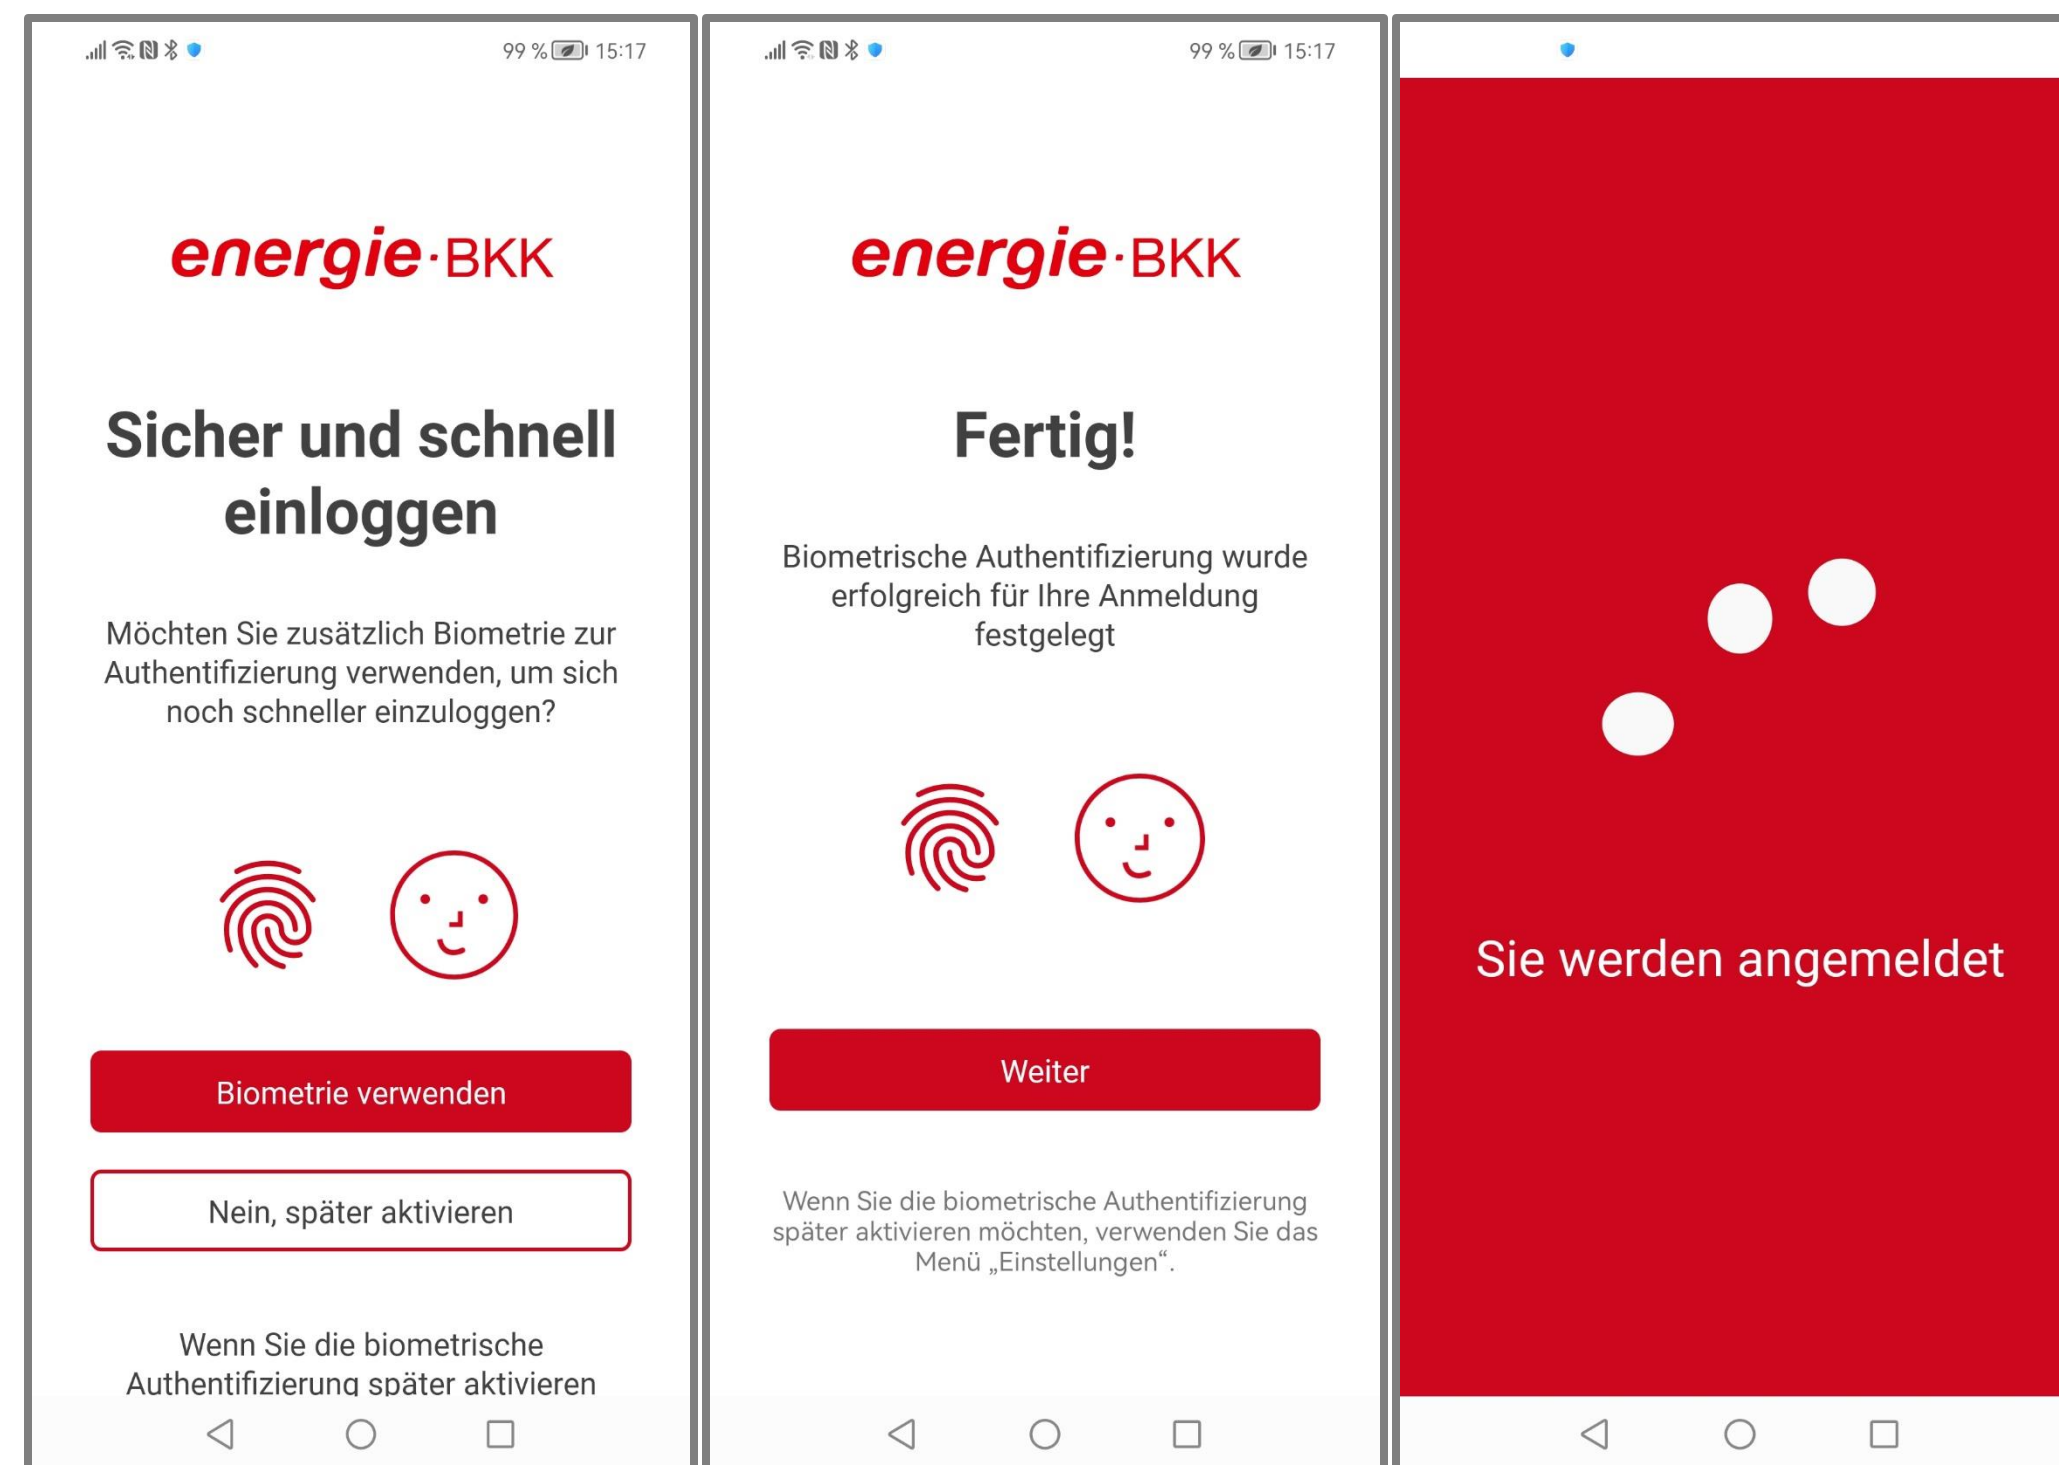 99 % 15:17
energie·BKK
Sicher und schnell
einloggen
Möchten Sie zusätzlich Biometrie zur
Authentifizierung verwenden, um sich
noch schneller einzuloggen?
Biometrie verwenden
Nein, später aktivieren
Wenn Sie die biometrische
Authentifizierung später aktivieren
99 % 15:17
energie·BKK
Fertig!
Biometrische Authentifizierung wurde
erfolgreich für Ihre Anmeldung
festgelegt
Weiter
Wenn Sie die biometrische Authentifizierung
später aktivieren möchten, verwenden Sie das
Menü „Einstellungen“.
Sie werden angemeldet